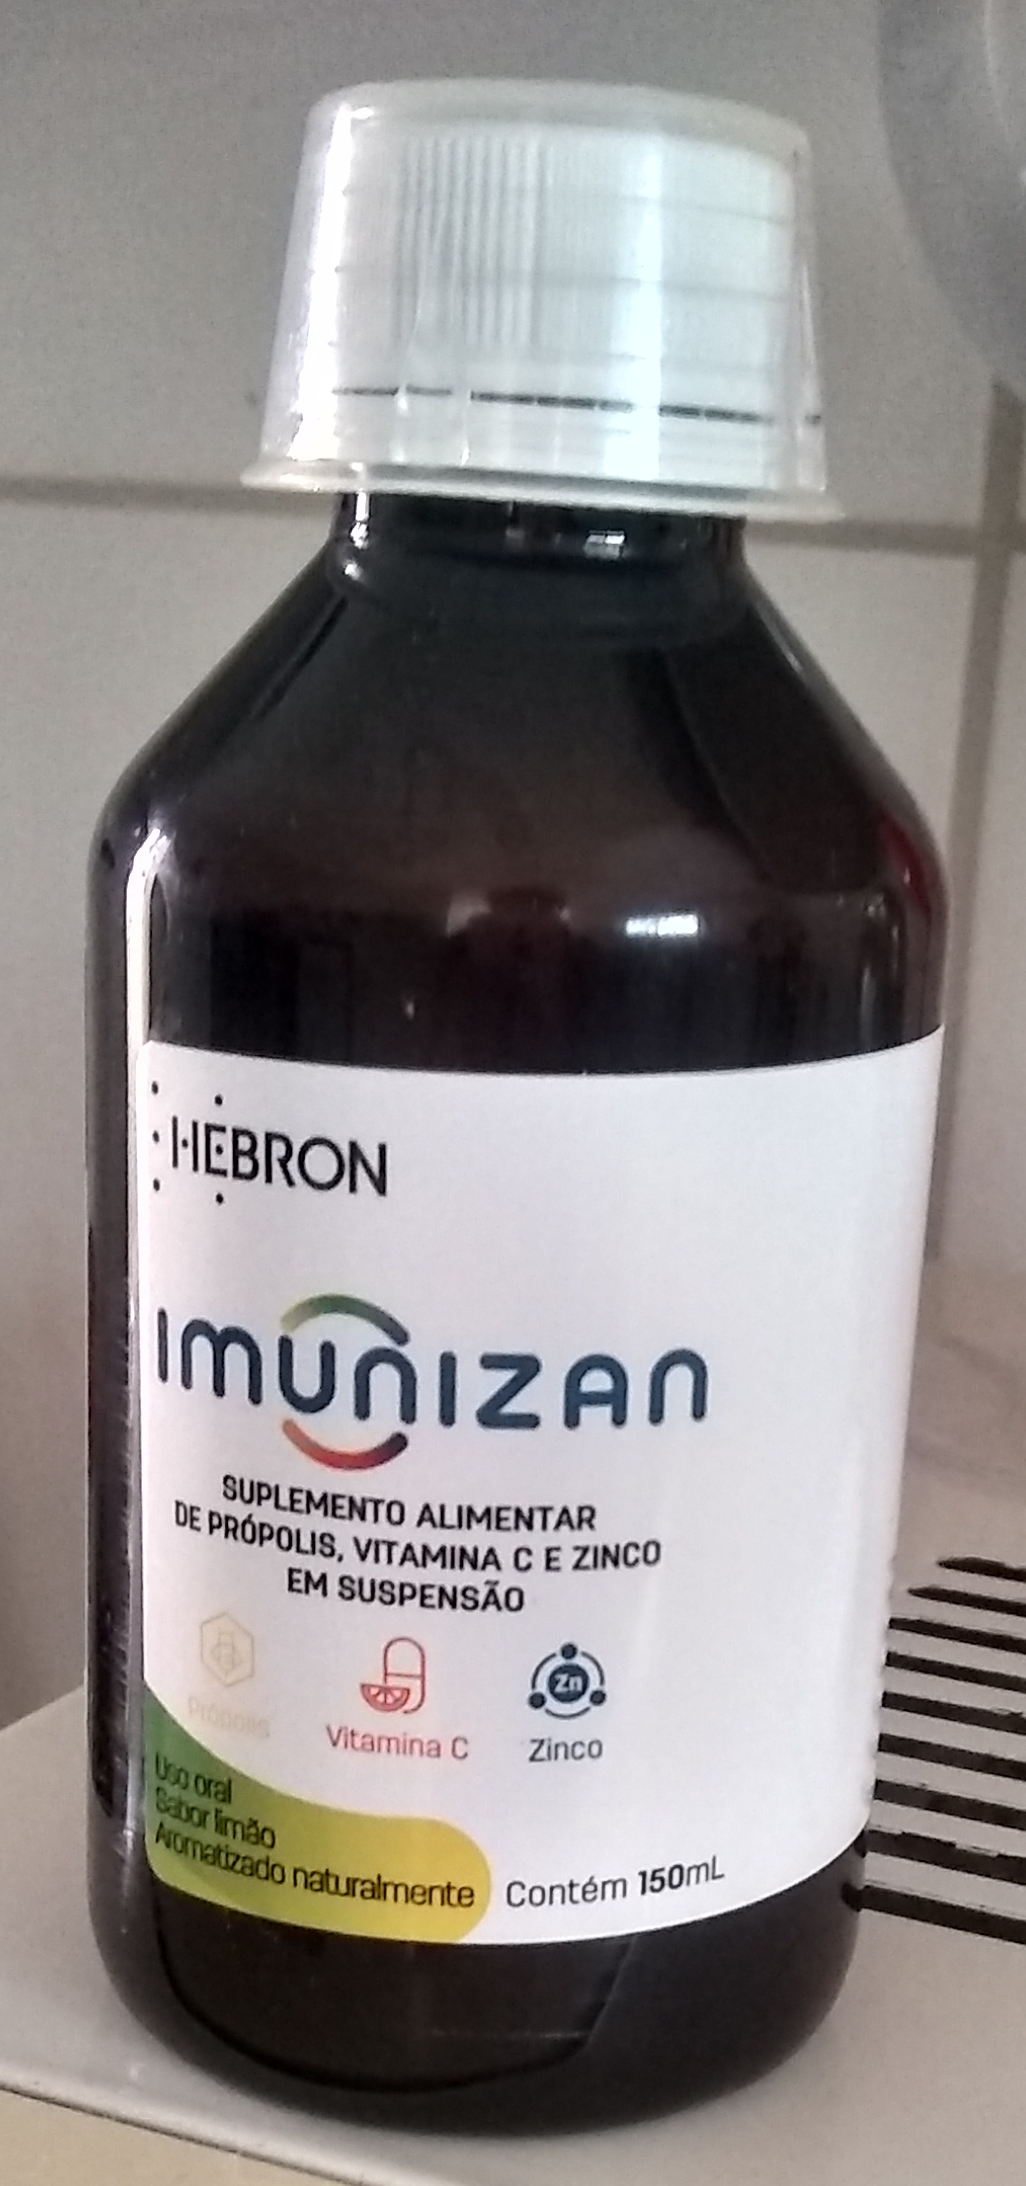 HEBRON
IMUNIZAN
SUPLEMENTO ALIMENTAR
DE PRÓPOLIS, VITAMINA C E ZINCO
EM SUSPENSÃO
Zn
Própolis
Vitamina C
Zinco
Uso oral
Sabor limão
Aromatizado naturalmente
Contém 150mL